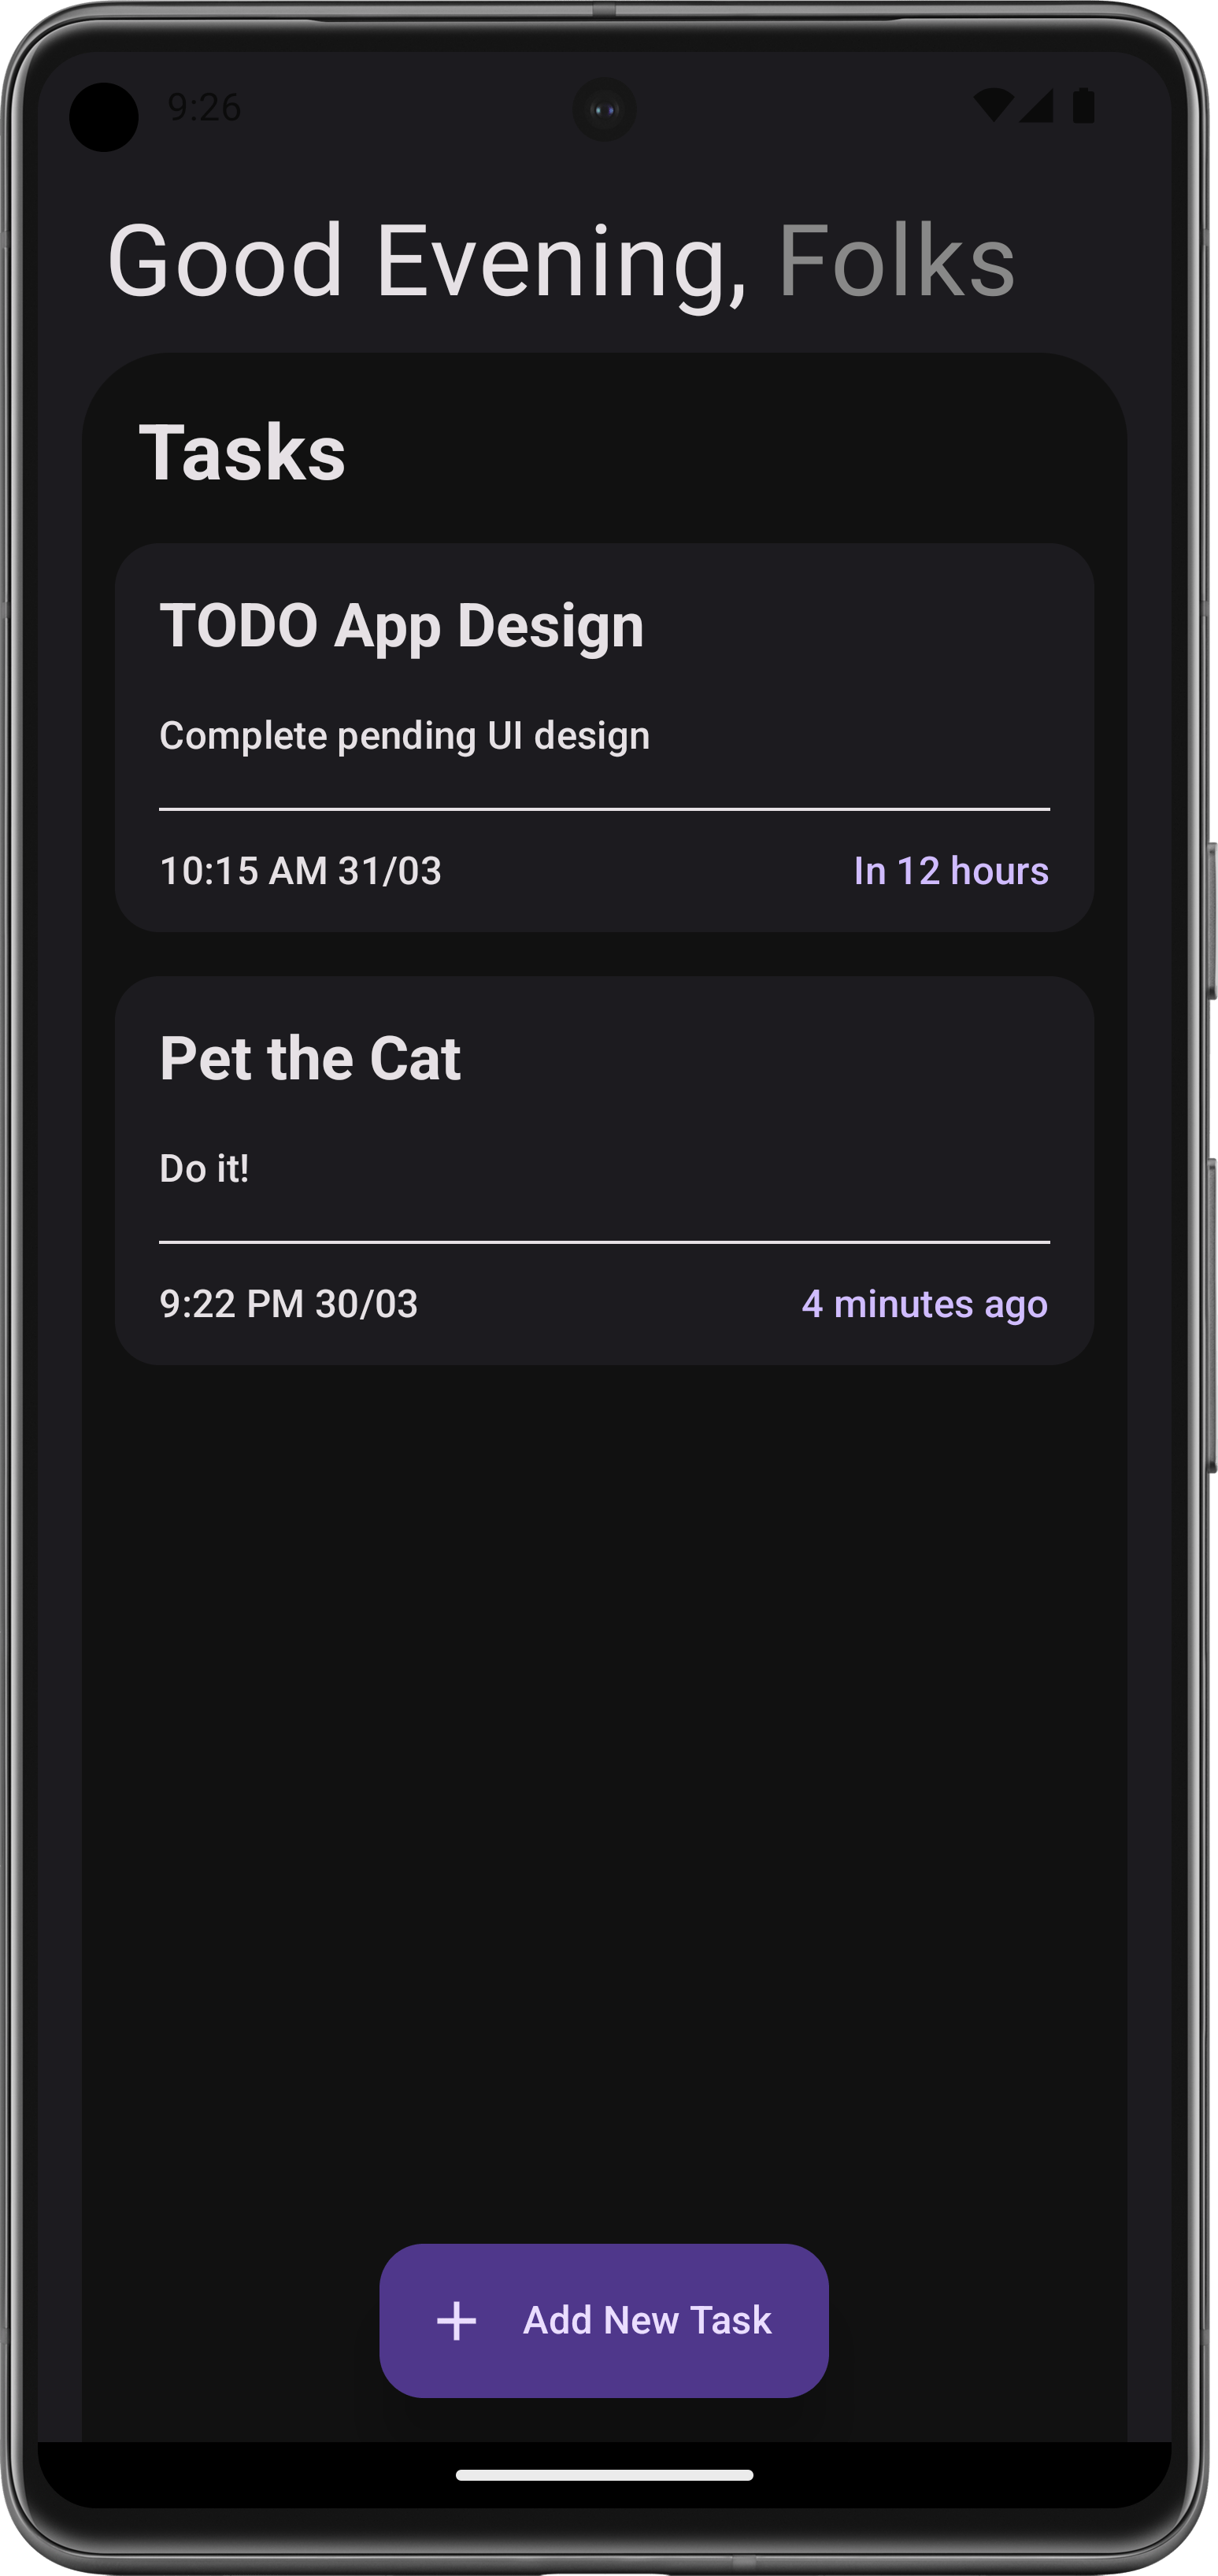 9:26
Good Evening, Folks
Tasks
TODO App Design
Complete pending UI design
10:15 AM 31/03
In 12 hours
Pet the Cat
Do it!
9:22 PM 30/03
4 minutes ago
Add New Task